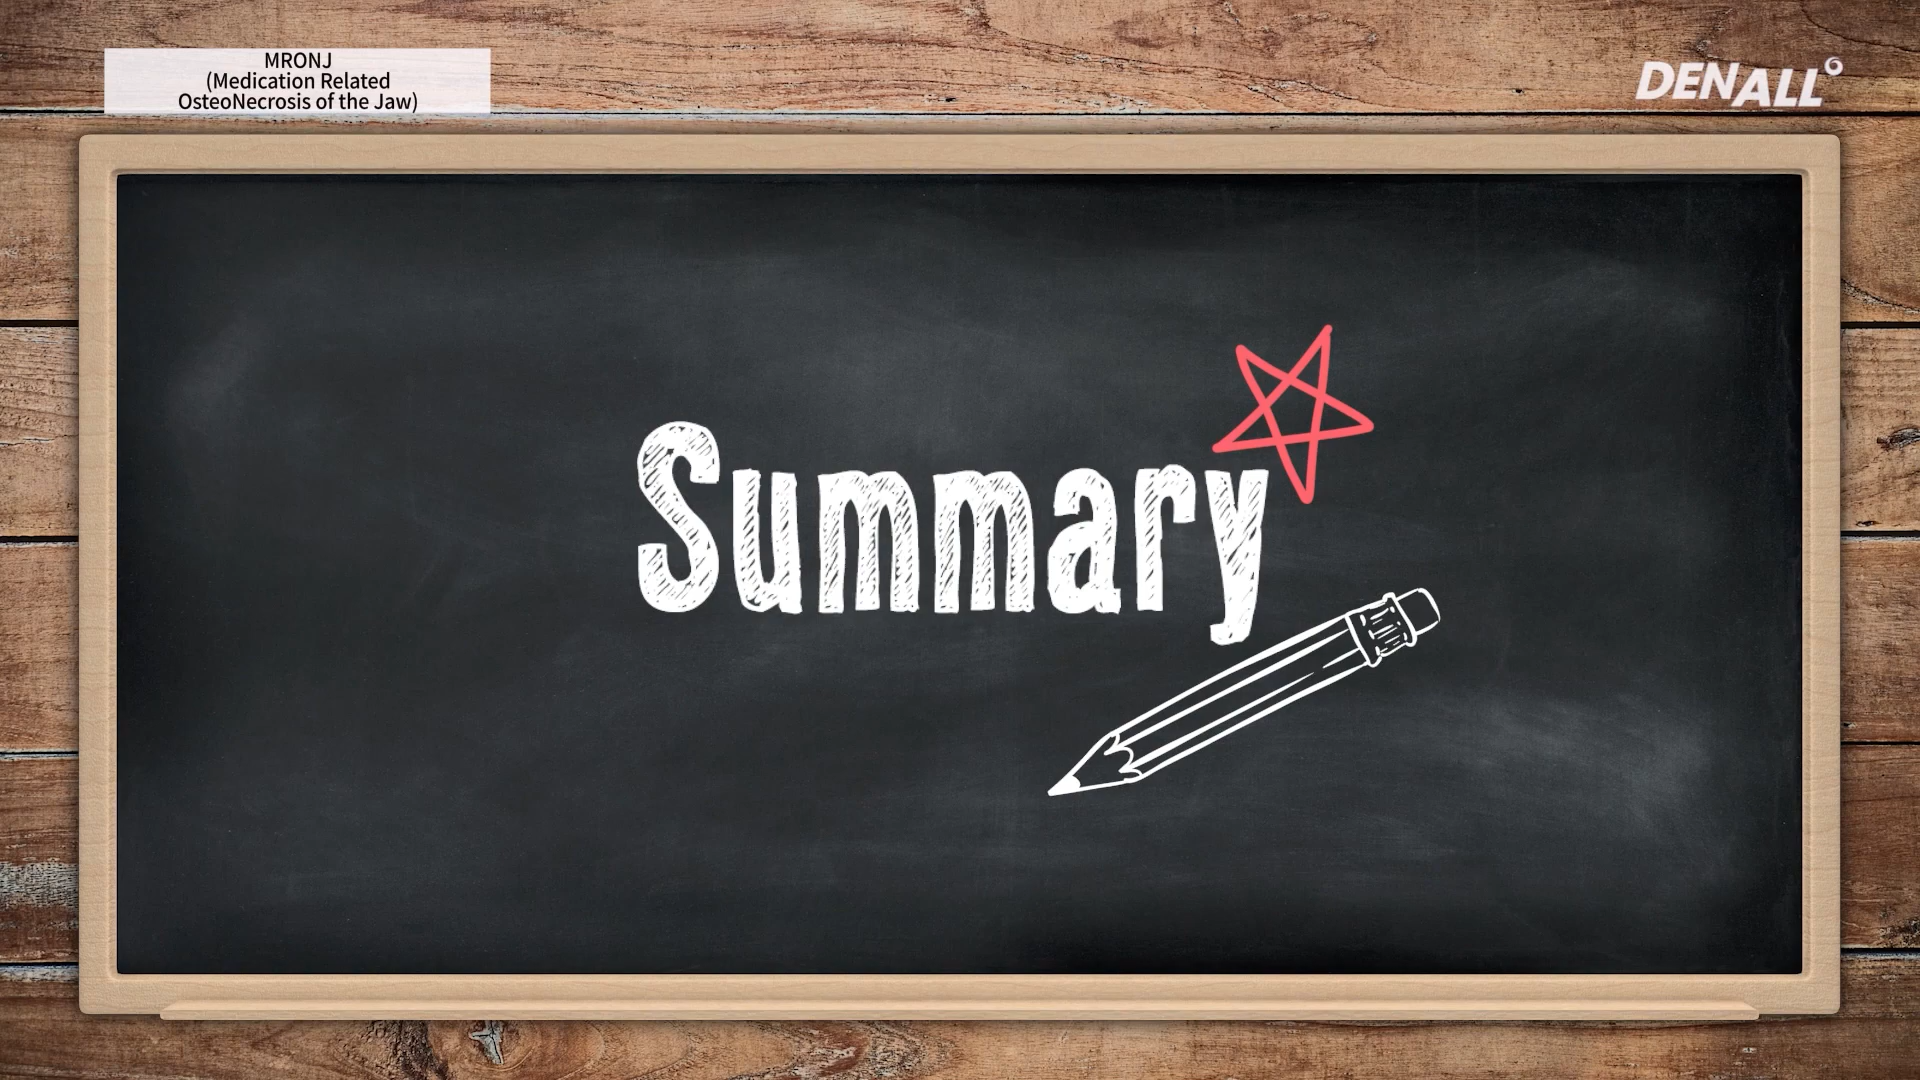 MRONJ
(Medication Related
OsteoNecrosis of the Jaw)
DENALL
Summary